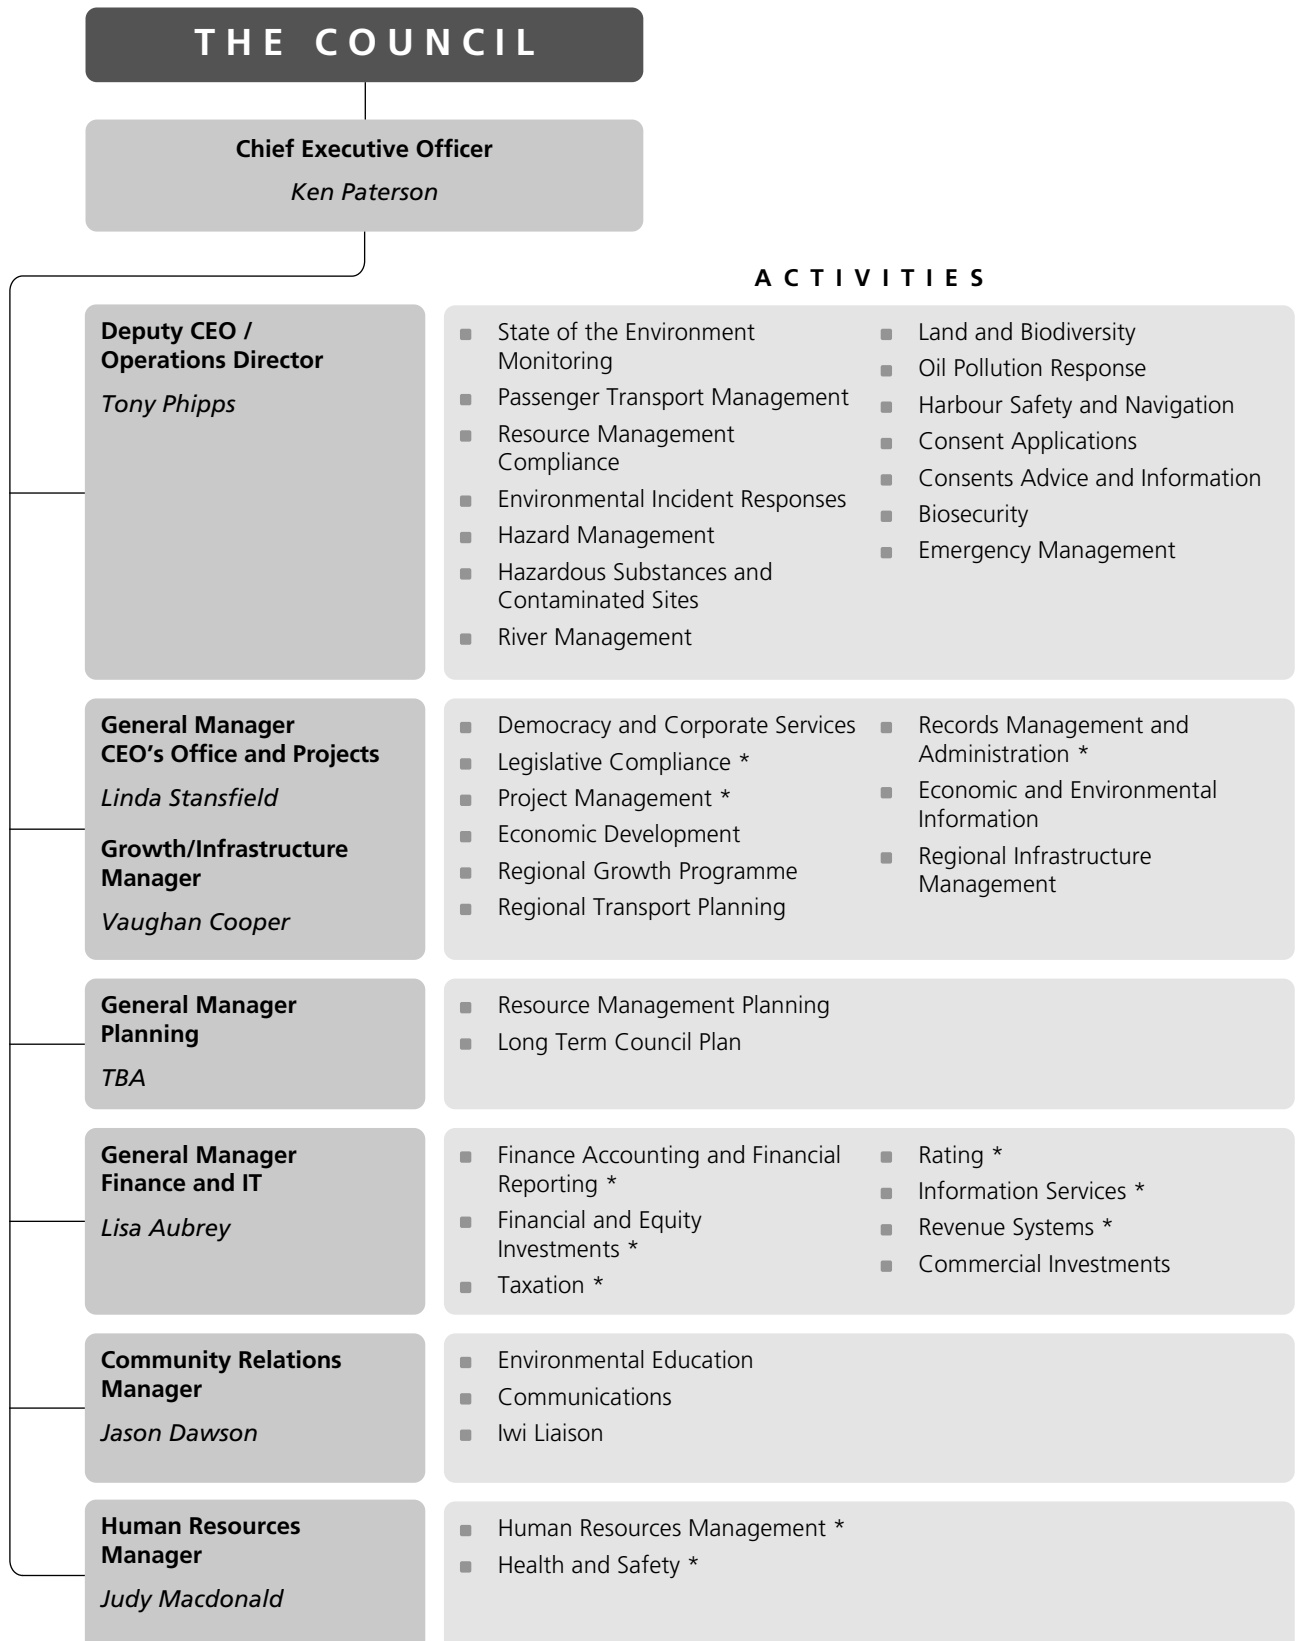 THE COUNCIL
Chief Executive Officer
Ken Paterson
ACTIVITIES
Deputy CEO /
Operations Director
Tony Phipps
State of the Environment
Monitoring
Passenger Transport Management
Resource Management
Compliance
Environmental Incident Responses
Hazard Management
Hazardous Substances and
Contaminated Sites
River Management
Land and Biodiversity
Oil Pollution Response
Harbour Safety and Navigation
Consent Applications
Consents Advice and Information
Biosecurity
Emergency Management
General Manager
CEO's Office and Projects
Linda Stansfield
Growth/Infrastructure
Manager
Vaughan Cooper
Democracy and Corporate Services
Legislative Compliance *
Project Management *
Economic Development
Regional Growth Programme
Regional Transport Planning
Records Management and
Administration *
Economic and Environmental
Information
Regional Infrastructure
Management
General Manager
Planning
TBA
Resource Management Planning
Long Term Council Plan
General Manager
Finance and IT
Lisa Aubrey
Finance Accounting and Financial
Reporting *
Financial and Equity
Investments *
Taxation *
Rating *
Information Services *
Revenue Systems *
Commercial Investments
Community Relations
Manager
Jason Dawson
Environmental Education
Communications
Iwi Liaison
Human Resources
Manager
Judy Macdonald
Human Resources Management *
Health and Safety *